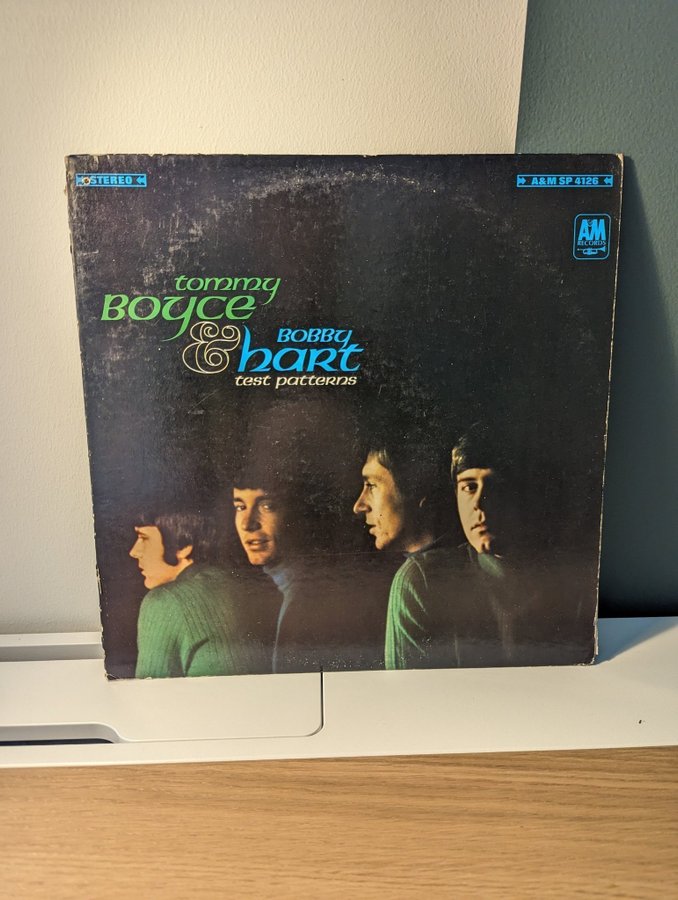 STEREO
A&M SP 4126
A&M
RECORDS
tommy
BOYCE
&
BOBBY
hart
test patterns